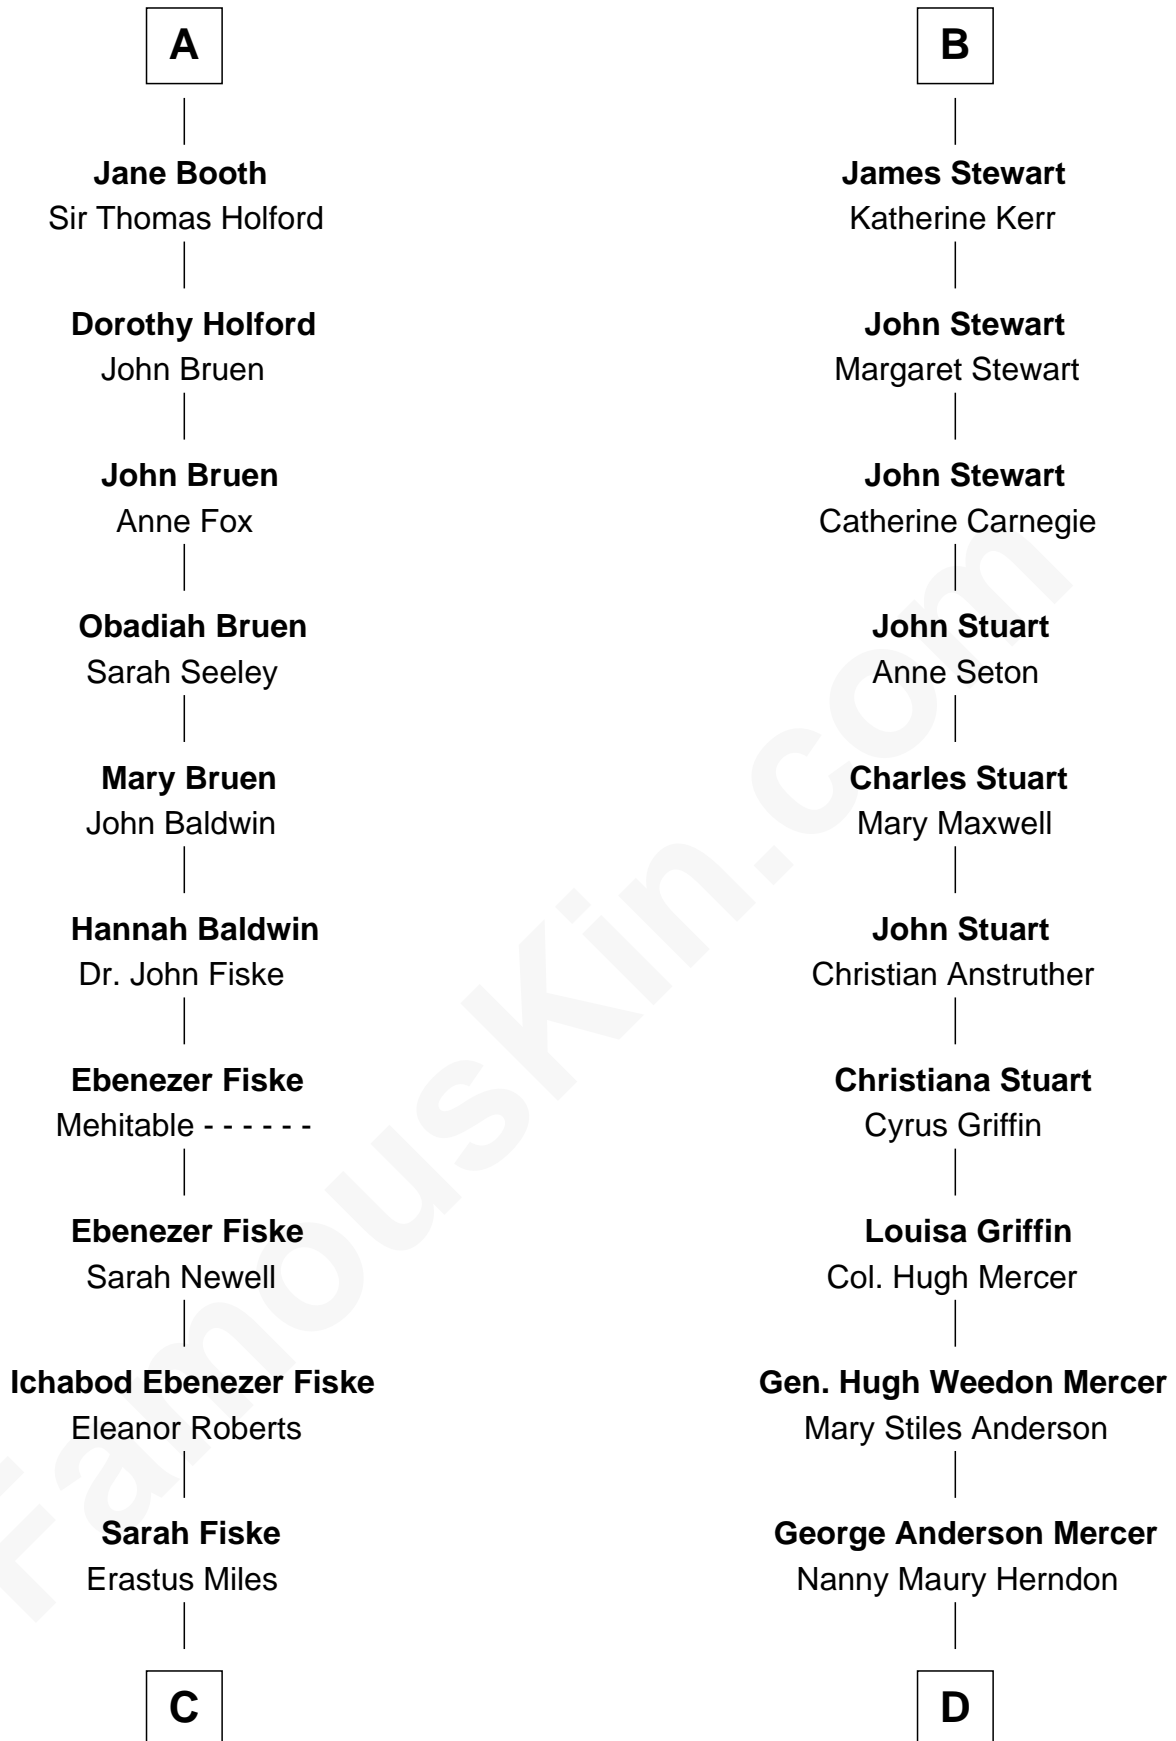 A
Jane Booth
Sir Thomas Holford
Dorothy Holford
John Bruen
John Bruen
Anne Fox
Obadiah Bruen
Sarah Seeley
Mary Bruen
John Baldwin
Hannah Baldwin
Dr. John Fiske
Ebenezer Fiske
Mehitable - - - - - -
Ebenezer Fiske
Sarah Newell
Ichabod Ebenezer Fiske
Eleanor Roberts
Sarah Fiske
Erastus Miles
C
B
James Stewart
Katherine Kerr
John Stewart
Margaret Stewart
John Stewart
Catherine Carnegie
John Stuart
Anne Seton
Charles Stuart
Mary Maxwell
John Stuart
Christian Anstruther
Christiana Stuart
Cyrus Griffin
Louisa Griffin
Col. Hugh Mercer
Gen. Hugh Weedon Mercer
Mary Stiles Anderson
George Anderson Mercer
Nanny Maury Herndon
D
FamousKin.com